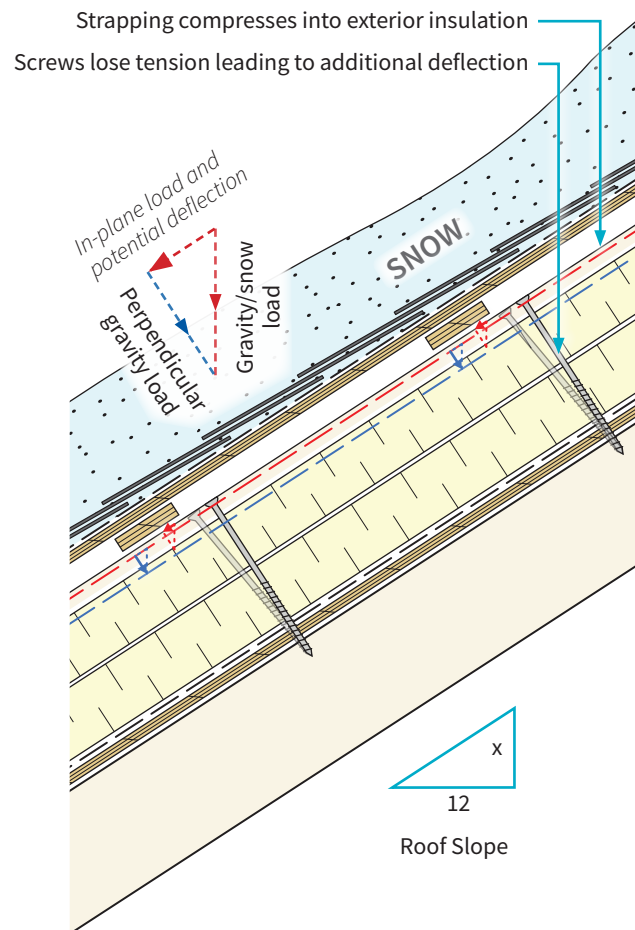 Strapping compresses into exterior insulation
Screws lose tension leading to additional deflection
In-plane load and
potential deflection
Perpendicular
gravity load
Gravity/snow
load
SNOW
x
12
Roof Slope